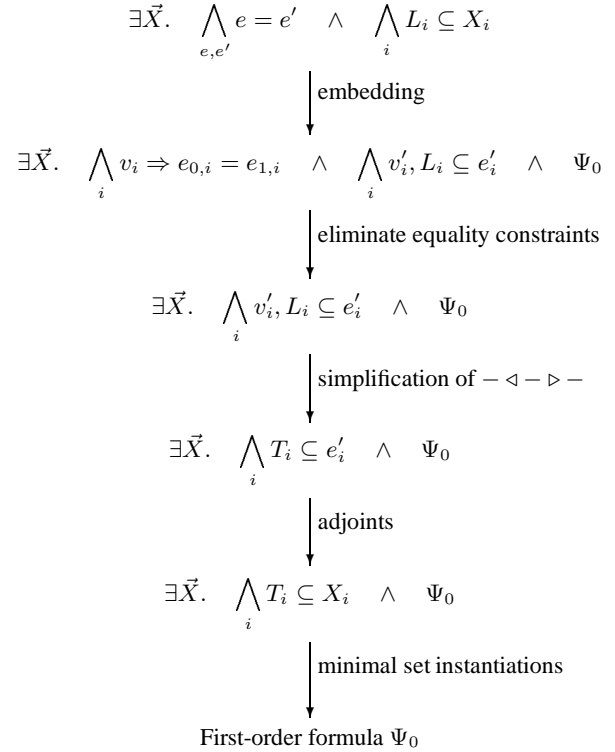 ∃X⃗. ⋀_{e,e′} e = e′ ∧ ⋀_i L_i ⊆ X_i
embedding
∃X⃗. ⋀_i v_i ⇒ e_{0,i} = e_{1,i} ∧ ⋀_i v′_i, L_i ⊆ e′_i ∧ Ψ_0
eliminate equality constraints
∃X⃗. ⋀_i v′_i, L_i ⊆ e′_i ∧ Ψ_0
simplification of − ◃ − ▹ −
∃X⃗. ⋀_i T_i ⊆ e′_i ∧ Ψ_0
adjoints
∃X⃗. ⋀_i T_i ⊆ X_i ∧ Ψ_0
minimal set instantiations
First-order formula Ψ_0